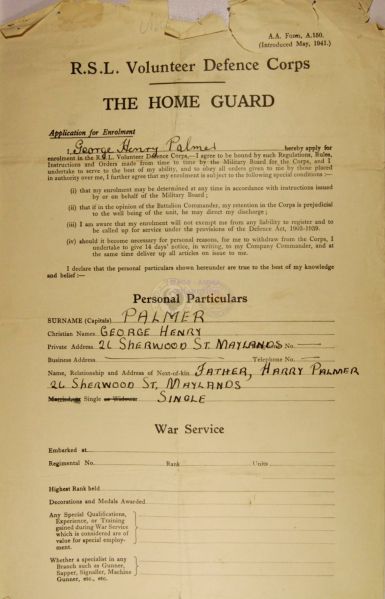 A.A. Form, A.150.
(Introduced May, 1941.)
R.S.L. Volunteer Defence Corps
THE HOME GUARD
Application for Enrolment
I, George Henry Palmer hereby apply for
enrolment in the R.S.L. Volunteer Defence Corps,—I agree to be bound by such Regulations, Rules,
Instructions and Orders made from time to time by the Military Board for the Corps, and I
undertake to serve to the best of my ability, and to obey all orders given to me by those placed
in authority over me, I further agree that my enrolment is subject to the following special conditions :—
(i) that my enrolment may be determined at any time in accordance with instructions issued
by or on behalf of the Military Board ;
(ii) that if in the opinion of the Battalion Commander, my retention in the Corps is prejudicial
to the well being of the unit, he may direct my discharge ;
(iii) I am aware that my enrolment will not exempt me from any liability to register and to
be called up for service under the provisions of the Defence Act, 1903-1939.
(iv) should it become necessary for personal reasons, for me to withdraw from the Corps, I
undertake to give 14 days' notice, in writing, to my Company Commander, and at
the same time deliver up all articles on issue to me.
I declare that the personal particulars shown hereunder are true to the best of my knowledge
and belief :—
Personal Particulars
SURNAME (Capitals) PALMER
Christian Names GEORGE HENRY
Private Address 26 SHERWOOD ST. MAYLANDS No. —
Business Address — Telephone No. —
Name, Relationship and Address of Next-of-kin FATHER, HARRY PALMER
26 SHERWOOD ST, MAYLANDS
Married, or Single or Widower SINGLE
War Service
Embarked at
Regimental No. Rank Units
Highest Rank held
Decorations and Medals Awarded
Any Special Qualifications,
Experience, or Training
gained during War Service
which is considered are of
value for special employ-
ment.
Whether a specialist in any
Branch such as Gunner,
Sapper, Signaller, Machine
Gunner, etc., etc.